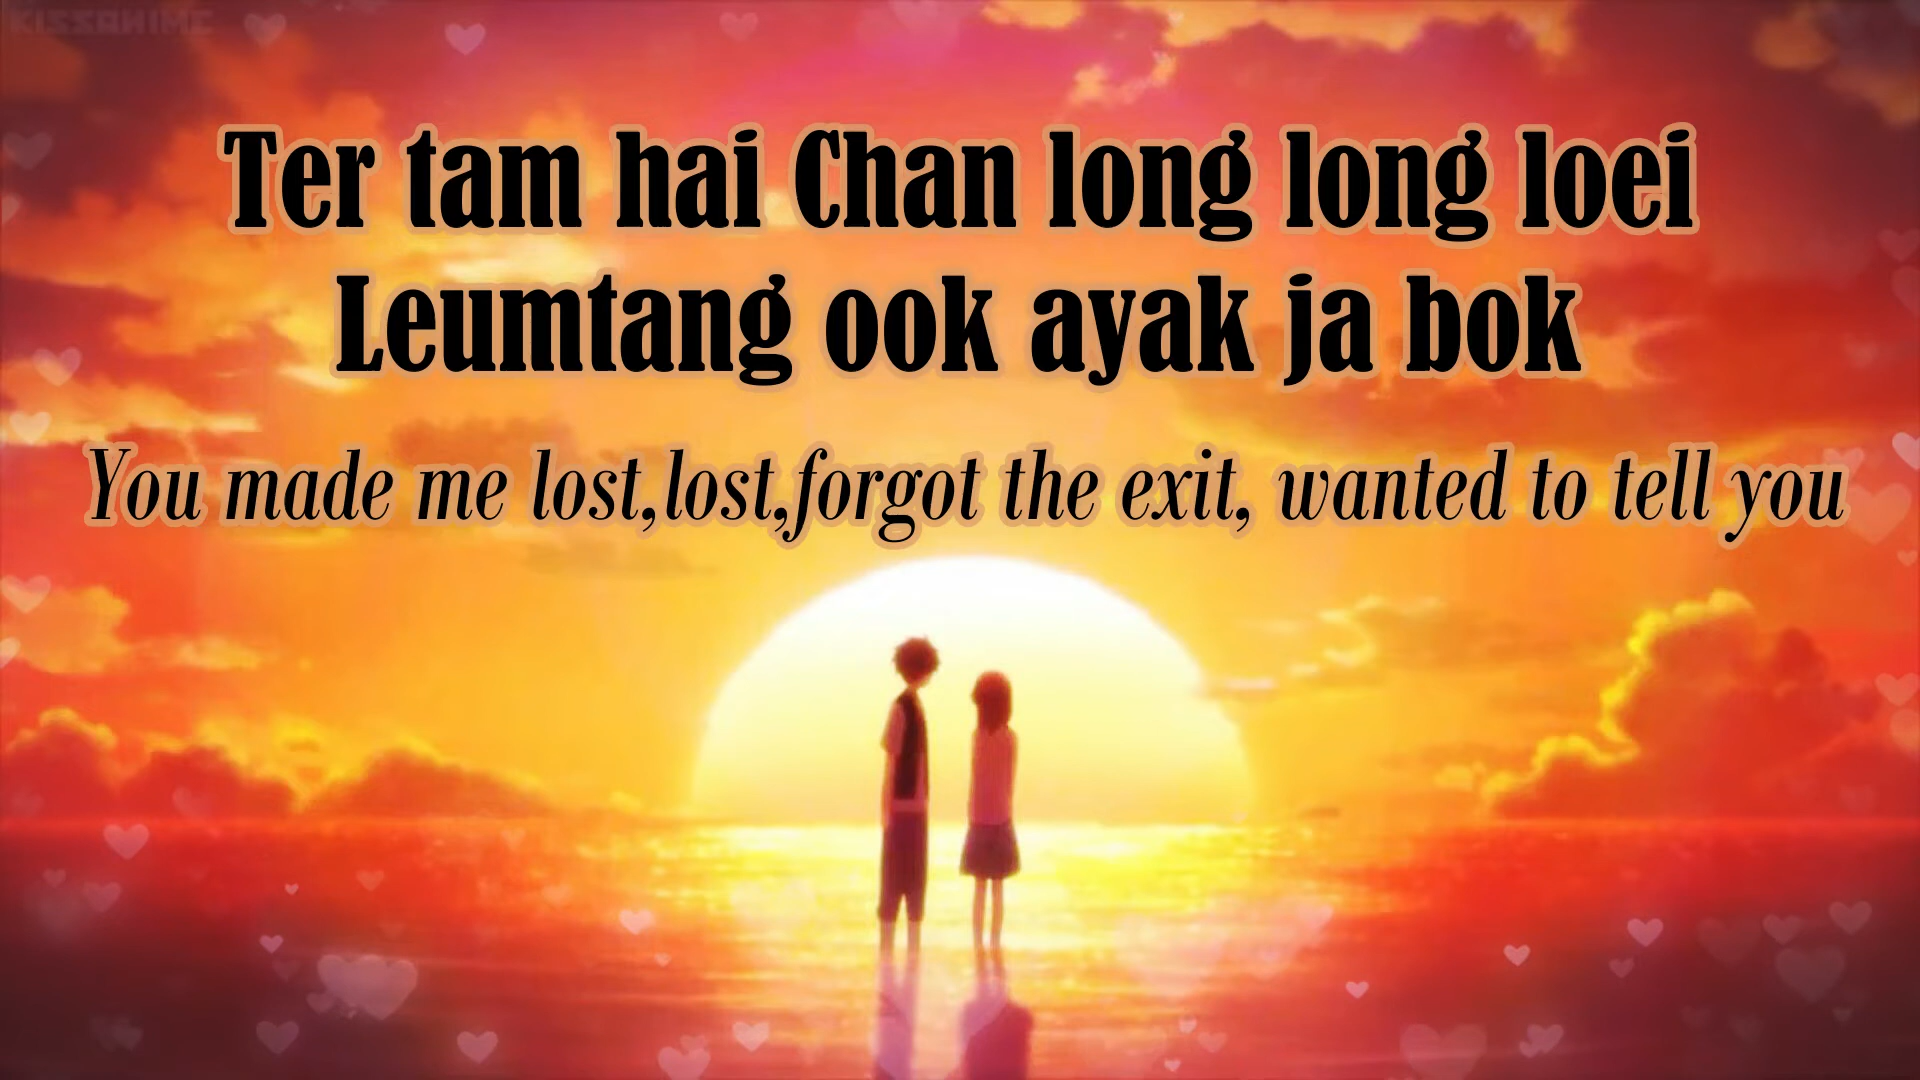 KISSANIME
Ter tam hai Chan long long loei
Leumtang ook ayak ja bok
You made me lost,lost,forgot the exit, wanted to tell you